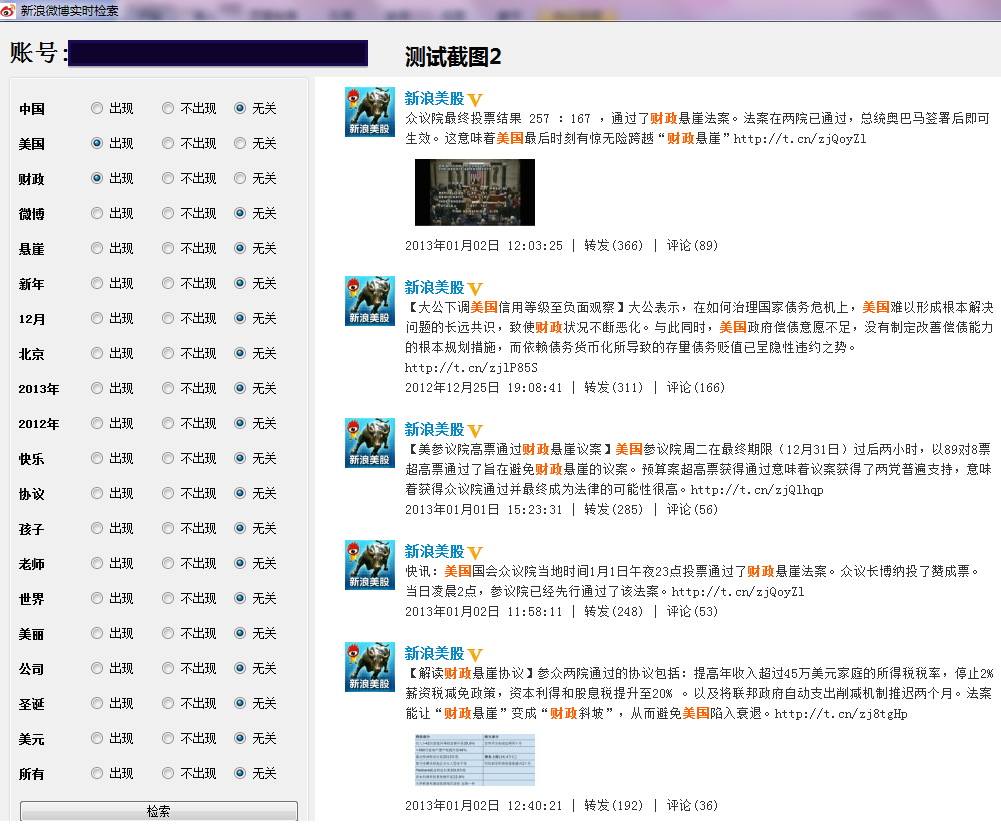 新浪微博实时检索
账号:
测试截图2
中国 出现 不出现 无关
美国 出现 不出现 无关
财政 出现 不出现 无关
微博 出现 不出现 无关
悬崖 出现 不出现 无关
新年 出现 不出现 无关
12月 出现 不出现 无关
北京 出现 不出现 无关
2013年 出现 不出现 无关
2012年 出现 不出现 无关
快乐 出现 不出现 无关
协议 出现 不出现 无关
孩子 出现 不出现 无关
老师 出现 不出现 无关
世界 出现 不出现 无关
美丽 出现 不出现 无关
公司 出现 不出现 无关
圣诞 出现 不出现 无关
美元 出现 不出现 无关
所有 出现 不出现 无关
检索
新浪美股
新浪美股 V
众议院最终投票结果 257 : 167 ，通过了财政悬崖法案。法案在两院已通过，总统奥巴马签署后即可
生效。这意味着美国最后时刻有惊无险跨越“财政悬崖”http://t.cn/zjQoyZl
2013年01月02日 12:03:25 | 转发(366) | 评论(89)
新浪美股
新浪美股 V
【大公下调美国信用等级至负面观察】大公表示，在如何治理国家债务危机上，美国难以形成根本解决
问题的长远共识，致使财政状况不断恶化。与此同时，美国政府偿债意愿不足，没有制定改善偿债能力
的根本规划措施，而依赖债务货币化所导致的存量债务贬值已呈隐性违约之势。
http://t.cn/zjlP85S
2012年12月25日 19:08:41 | 转发(311) | 评论(166)
新浪美股
新浪美股 V
【美参议院高票通过财政悬崖议案】美国参议院周二在最终期限（12月31日）过后两小时，以89对8票
超高票通过了旨在避免财政悬崖的议案。预算案超高票获得通过意味着议案获得了两党普遍支持，意味
着获得众议院通过并最终成为法律的可能性很高。http://t.cn/zjQlhqp
2013年01月01日 15:23:31 | 转发(285) | 评论(56)
新浪美股
新浪美股 V
快讯：美国国会众议院当地时间1月1日午夜23点投票通过了财政悬崖法案。众议长博纳投了赞成票。
当日凌晨2点，参议院已经先行通过了该法案。http://t.cn/zjQoyZl
2013年01月02日 11:58:11 | 转发(248) | 评论(53)
新浪美股
新浪美股 V
【解读财政悬崖协议】参众两院通过的协议包括：提高年收入超过45万美元家庭的所得税税率，停止2%
薪资税减免政策，资本利得和股息税提升至20% 。以及将联邦政府自动支出削减机制推迟两个月。法案
能让“财政悬崖”变成“财政斜坡”，从而避免美国陷入衰退。http://t.cn/zj8tgHp
2013年01月02日 12:40:21 | 转发(192) | 评论(36)